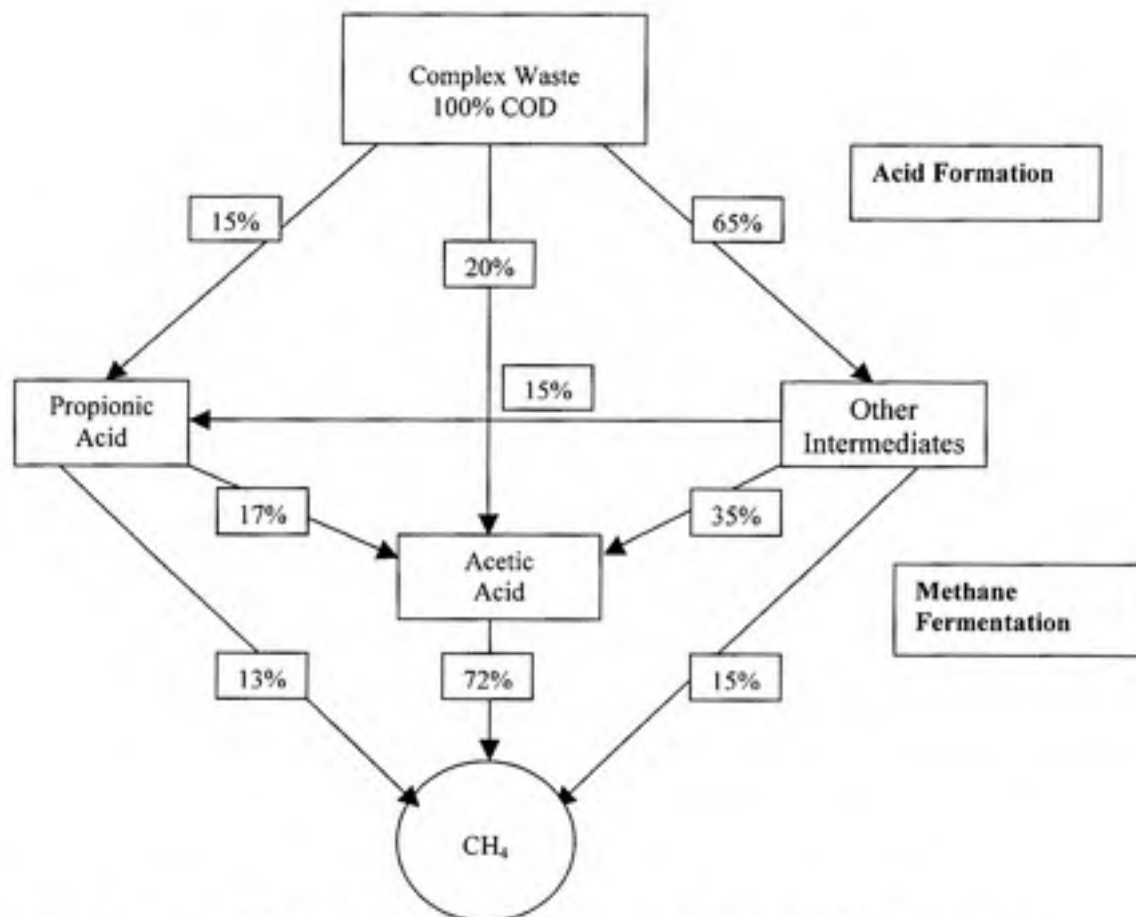 Complex Waste
100% COD
Acid Formation
15%
65%
20%
15%
Propionic
Acid
Other
Intermediates
17%
35%
Acetic
Acid
Methane
Fermentation
13%
72%
15%
CH₄